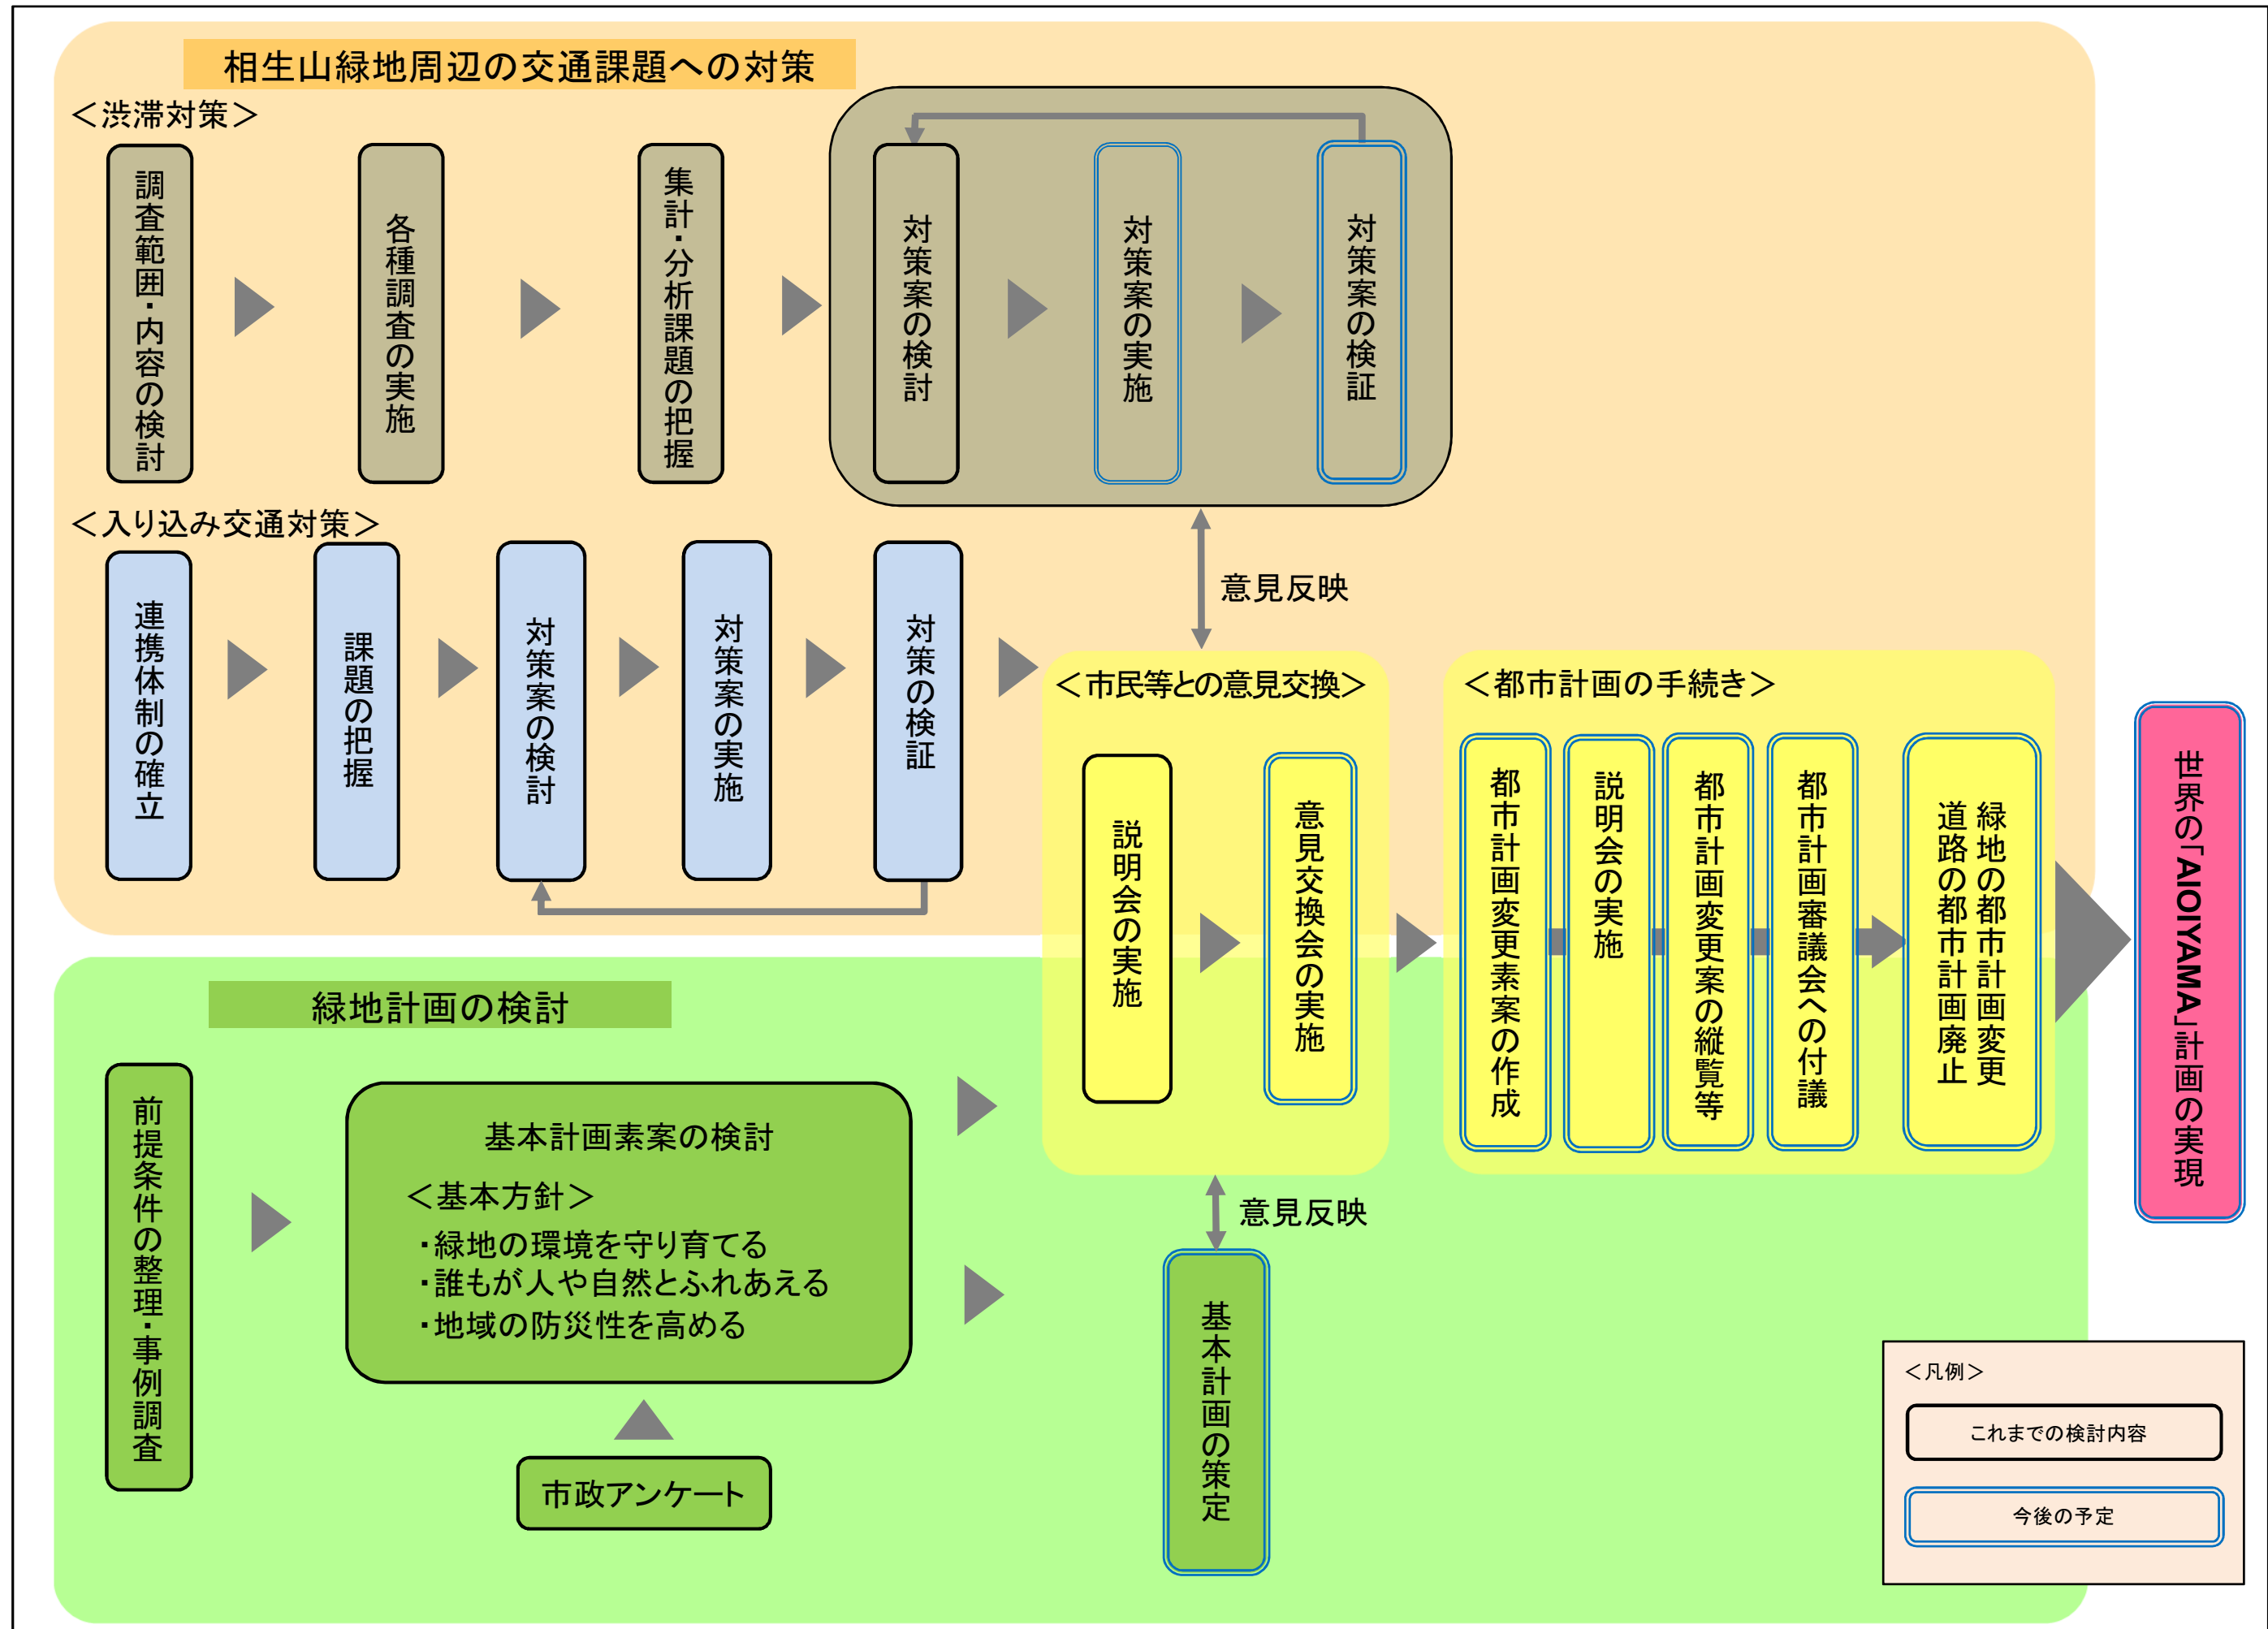 相生山緑地周辺の交通課題への対策
＜渋滞対策＞
調査範囲・内容の検討
各種調査の実施
集計・分析課題の把握
対策案の検討
対策案の実施
対策案の検証
＜入り込み交通対策＞
連携体制の確立
課題の把握
対策案の検討
対策案の実施
対策の検証
意見反映
＜市民等との意見交換＞
説明会の実施
意見交換会の実施
＜都市計画の手続き＞
都市計画変更素案の作成
説明会の実施
都市計画変更案の縦覧等
都市計画審議会への付議
緑地の都市計画変更
道路の都市計画廃止
世界の「AIOIYAMA」計画の実現
緑地計画の検討
前提条件の整理・事例調査
基本計画素案の検討
＜基本方針＞
・緑地の環境を守り育てる
・誰もが人や自然とふれあえる
・地域の防災性を高める
市政アンケート
意見反映
基本計画の策定
＜凡例＞
これまでの検討内容
今後の予定